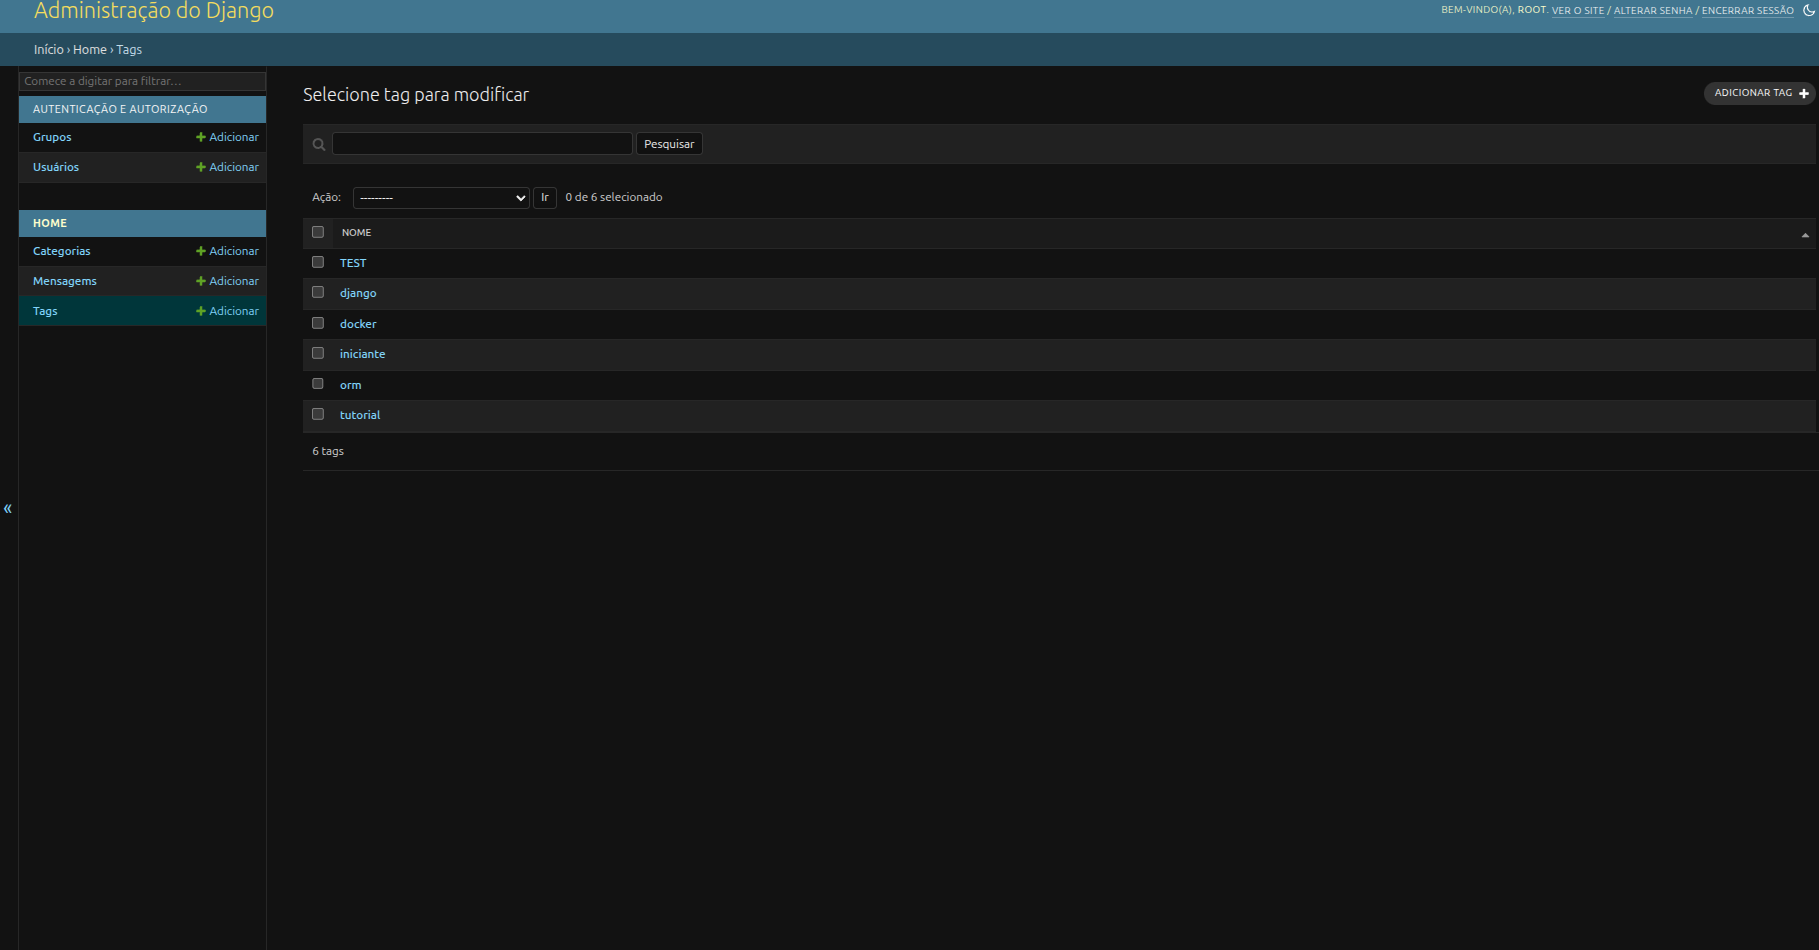 Administração do Django
BEM-VINDO(A), ROOT. VER O SITE / ALTERAR SENHA / ENCERRAR SESSÃO
Início › Home › Tags
Comece a digitar para filtrar…
AUTENTICAÇÃO E AUTORIZAÇÃO
Grupos Adicionar
Usuários Adicionar
HOME
Categorias Adicionar
Mensagems Adicionar
Tags Adicionar
«
Selecione tag para modificar
ADICIONAR TAG
Pesquisar
Ação: --------- Ir 0 de 6 selecionado
NOME
TEST
django
docker
iniciante
orm
tutorial
6 tags